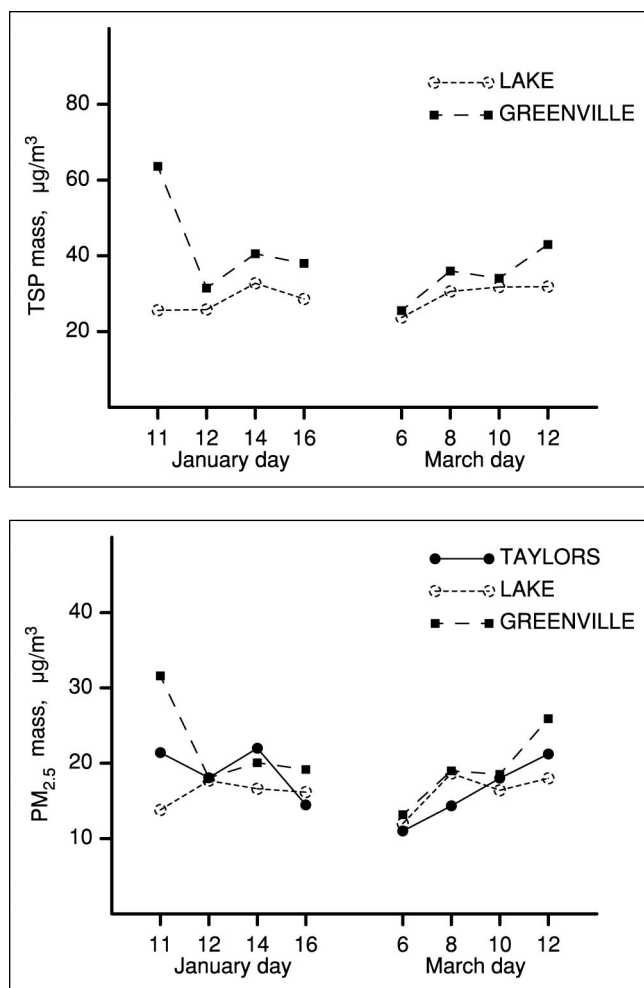 LAKE
GREENVILLE
80
60
40
20
TSP mass, μg/m³
11 12 14 16 6 8 10 12
January day March day
TAYLORS
LAKE
GREENVILLE
40
30
20
10
PM₂.₅ mass, μg/m³
11 12 14 16 6 8 10 12
January day March day